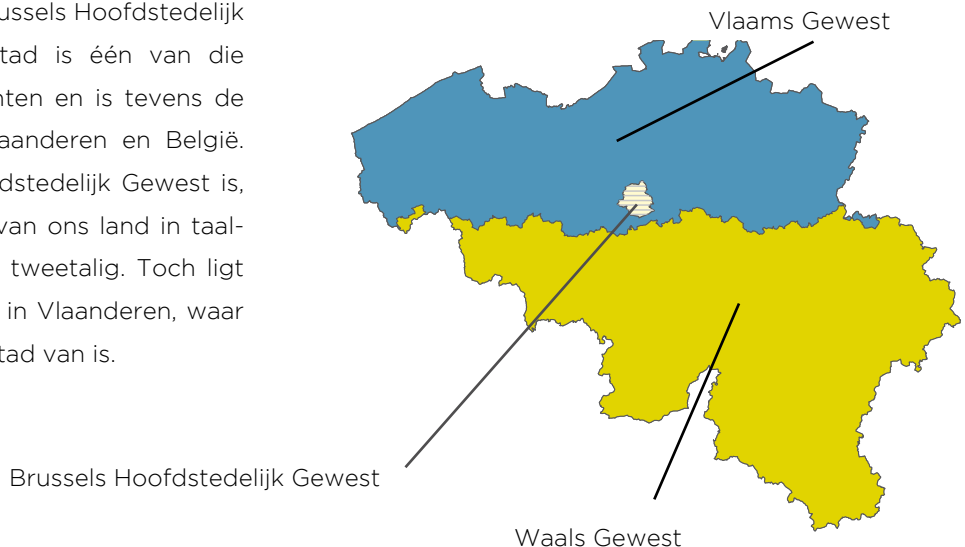 ussels Hoofdstedelijk
tad is één van die
nten en is tevens de
aanderen en België.
dstedelijk Gewest is,
van ons land in taal-
tweetalig. Toch ligt
in Vlaanderen, waar
tad van is.
Vlaams Gewest
Brussels Hoofdstedelijk Gewest
Waals Gewest